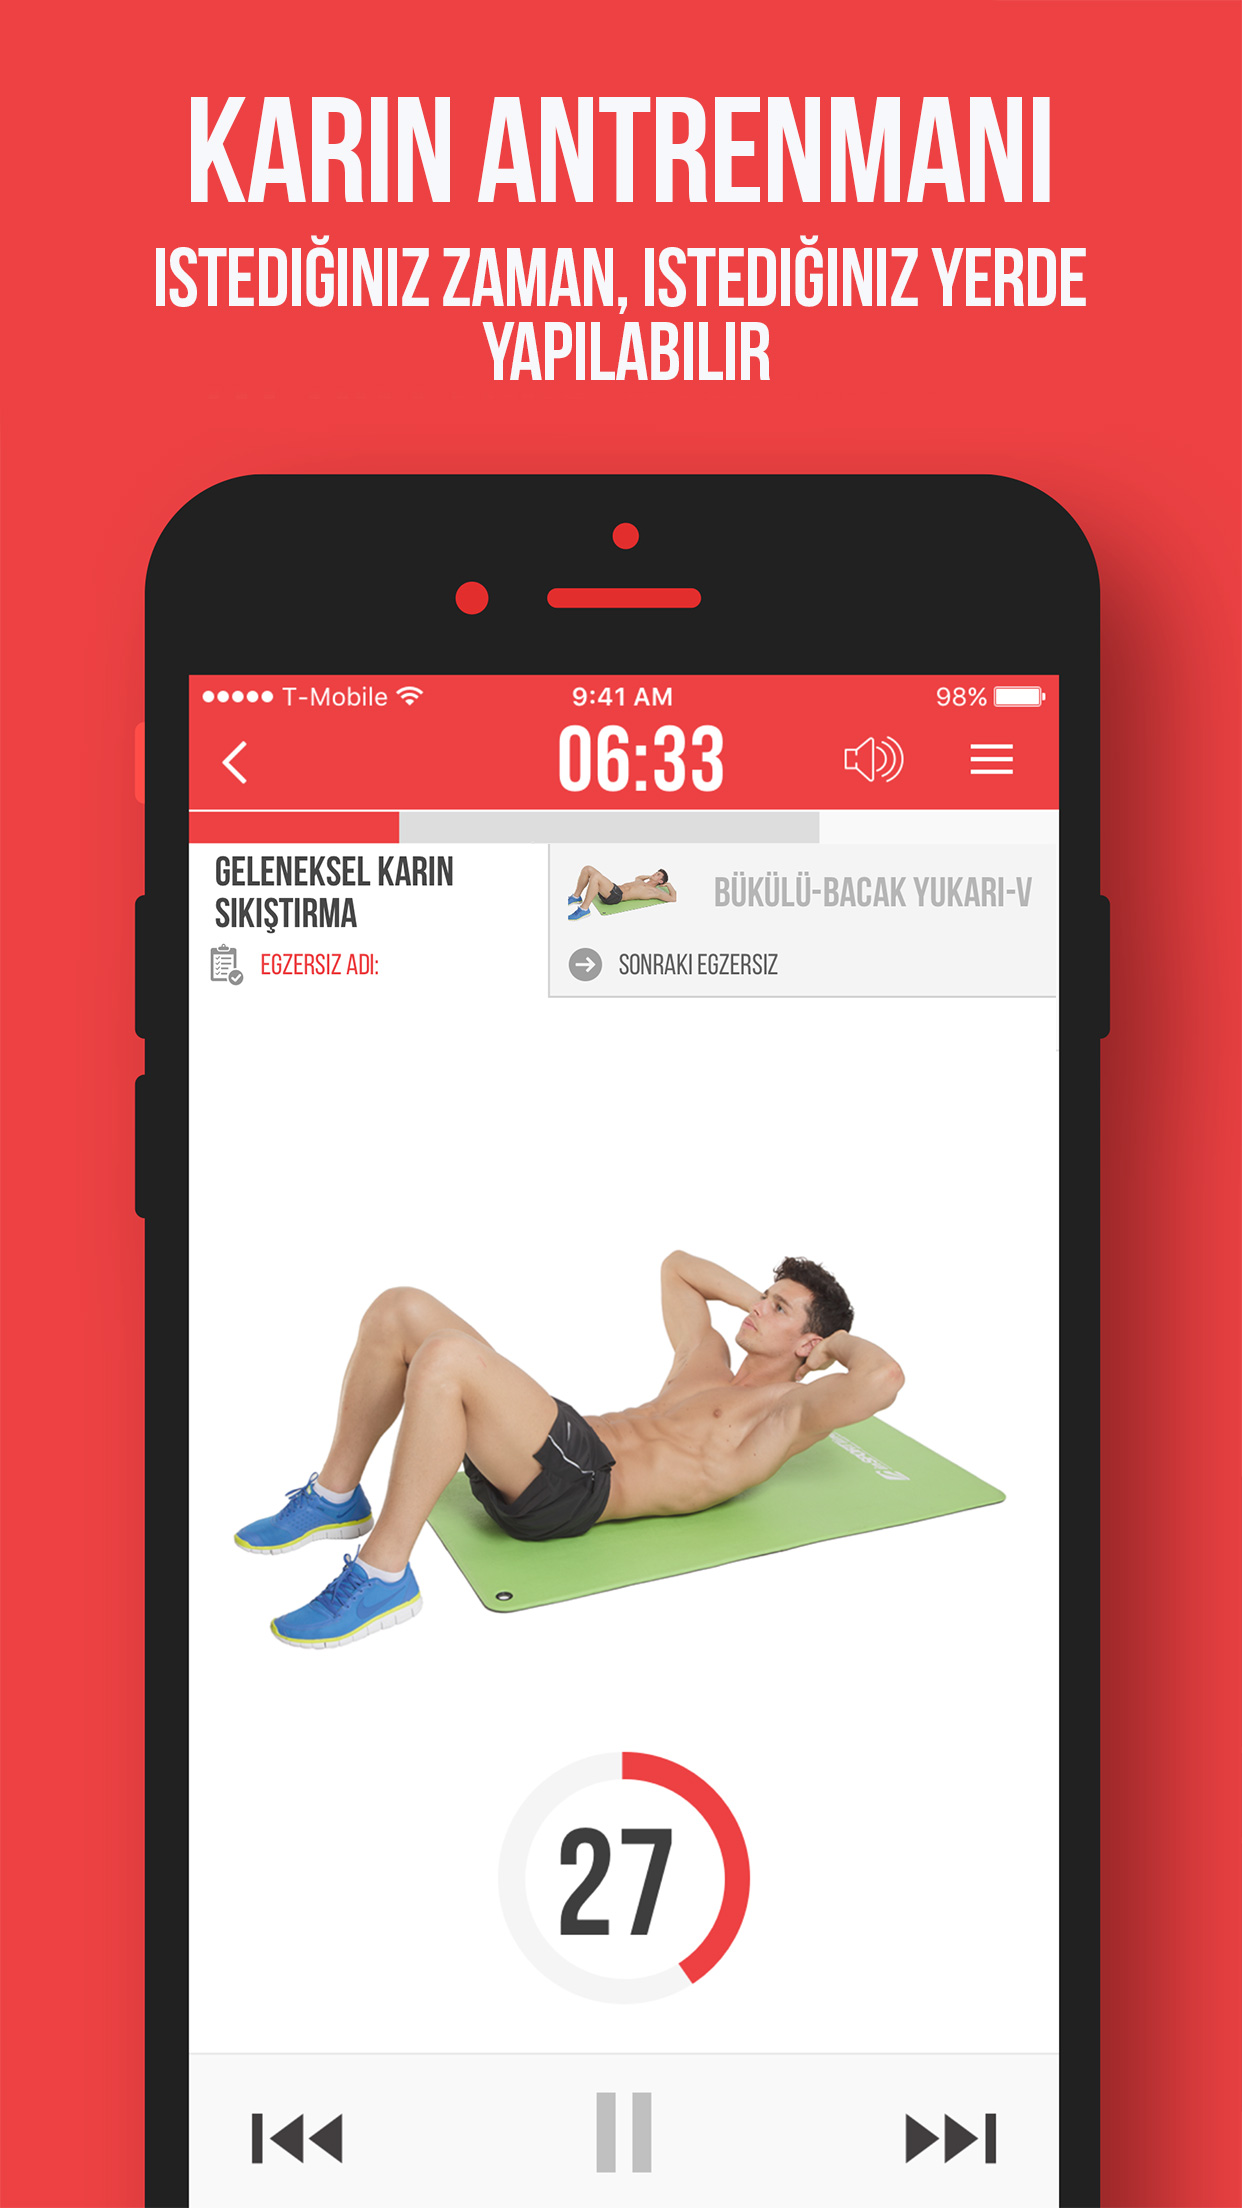 KARIN ANTRENMANI
ISTEDIĞINIZ ZAMAN, ISTEDIĞINIZ YERDE
YAPILABILIR
T-Mobile 9:41 AM 98%
06:33
GELENEKSEL KARIN
SIKIŞTIRMA
EGZERSIZ ADI:
BÜKÜLÜ-BACAK YUKARI-V
SONRAKI EGZERSIZ
27